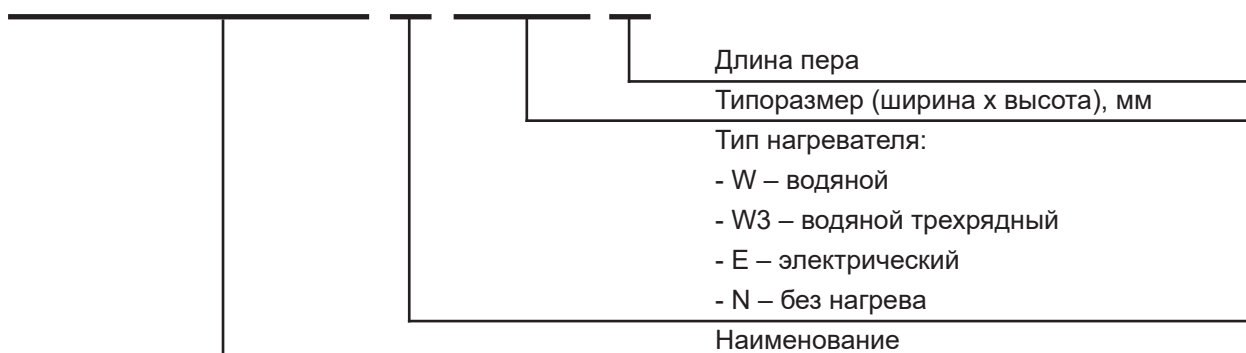 Длина пера
Типоразмер (ширина x высота), мм
Тип нагревателя:
- W – водяной
- W3 – водяной трехрядный
- E – электрический
- N – без нагрева
Наименование